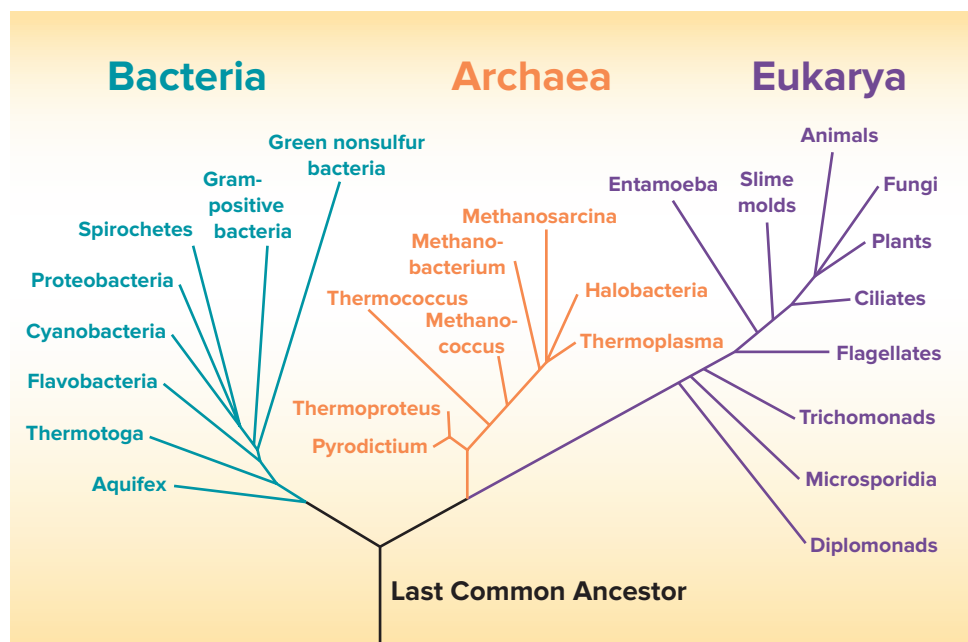 Bacteria
Archaea
Eukarya
Green nonsulfur
bacteria
Gram-
positive
bacteria
Spirochetes
Proteobacteria
Cyanobacteria
Flavobacteria
Thermotoga
Aquifex
Methanosarcina
Methano-
bacterium
Thermococcus
Methano-
coccus
Halobacteria
Thermoplasma
Thermoproteus
Pyrodictium
Animals
Entamoeba
Slime
molds
Fungi
Plants
Ciliates
Flagellates
Trichomonads
Microsporidia
Diplomonads
Last Common Ancestor